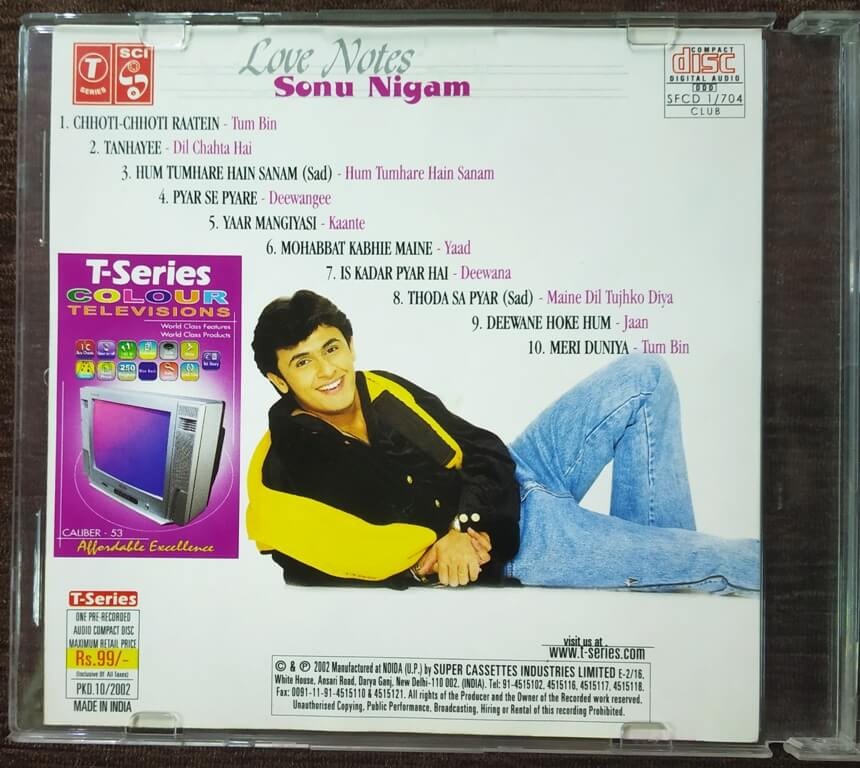 T
SERIES
SCI
Love Notes
Sonu Nigam
COMPACT
disc
DIGITAL AUDIO
DDD
SFCD 1/704
CLUB
1. CHHOTI-CHHOTI RAATEIN - Tum Bin
2. TANHAYEE - Dil Chahta Hai
3. HUM TUMHARE HAIN SANAM (Sad) - Hum Tumhare Hain Sanam
4. PYAR SE PYARE - Deewangee
5. YAAR MANGIYASI - Kaante
6. MOHABBAT KABHIE MAINE - Yaad
7. IS KADAR PYAR HAI - Deewana
8. THODA SA PYAR (Sad) - Maine Dil Tujhko Diya
9. DEEWANE HOKE HUM - Jaan
10. MERI DUNIYA - Tum Bin
T-Series
COLOUR
TELEVISIONS
World Class Features
World Class Products
250
CALIBER - 53
Affordable Excellence
T-Series
ONE PRE-RECORDED
AUDIO COMPACT DISC
MAXIMUM RETAIL PRICE
Rs.99/-
(Inclusive Of All Taxes)
PKD.10/2002
MADE IN INDIA
visit us at
www.t-series.com
© & ℗ 2002 Manufactured at NOIDA (U.P.) by SUPER CASSETTES INDUSTRIES LIMITED E-2/16,
White House, Ansari Road, Darya Ganj, New Delhi-110 002. (INDIA). Tel: 91-4515102, 4515116, 4515117, 4515118.
Fax: 0091-11-91-4515110 & 4515121. All rights of the Producer and the Owner of the Recorded work reserved.
Unauthorised Copying, Public Performance, Broadcasting, Hiring or Rental of this recording Prohibited.